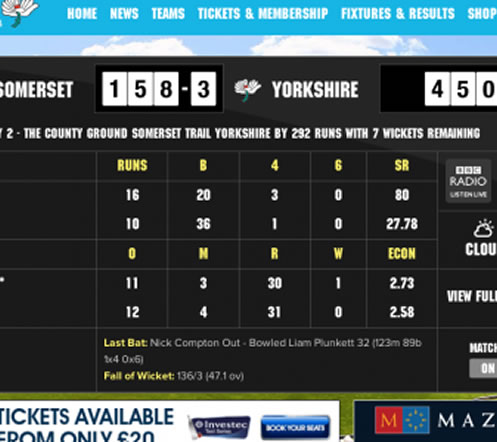 HOME NEWS TEAMS TICKETS & MEMBERSHIP FIXTURES & RESULTS SHOP
SOMERSET 158-3 YORKSHIRE 450
Y 2 - THE COUNTY GROUND SOMERSET TRAIL YORKSHIRE BY 292 RUNS WITH 7 WICKETS REMAINING
RUNS B 4 6 SR
16 20 3 0 80
10 36 1 0 27.78
O M R W ECON
* 11 3 30 1 2.73
12 4 31 0 2.58
Last Bat: Nick Compton Out - Bowled Liam Plunkett 32 (123m 89b
1x4 0x6)
Fall of Wicket: 136/3 (47.1 ov)
BBC
RADIO
LISTEN LIVE
CLOU
VIEW FULL
MATCH
ON
TICKETS AVAILABLE
FROM ONLY £20
Investec
Test Series
BOOK YOUR SEATS
M MAZ